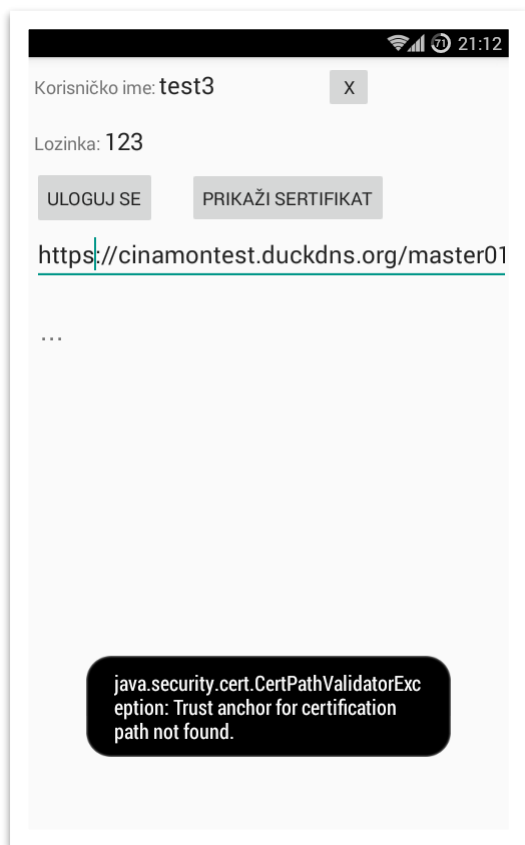 71 21:12
Korisničko ime: test3 X
Lozinka: 123
ULOGUJ SE PRIKAŽI SERTIFIKAT
https://cinamontest.duckdns.org/master01
...
java.security.cert.CertPathValidatorExc
eption: Trust anchor for certification
path not found.